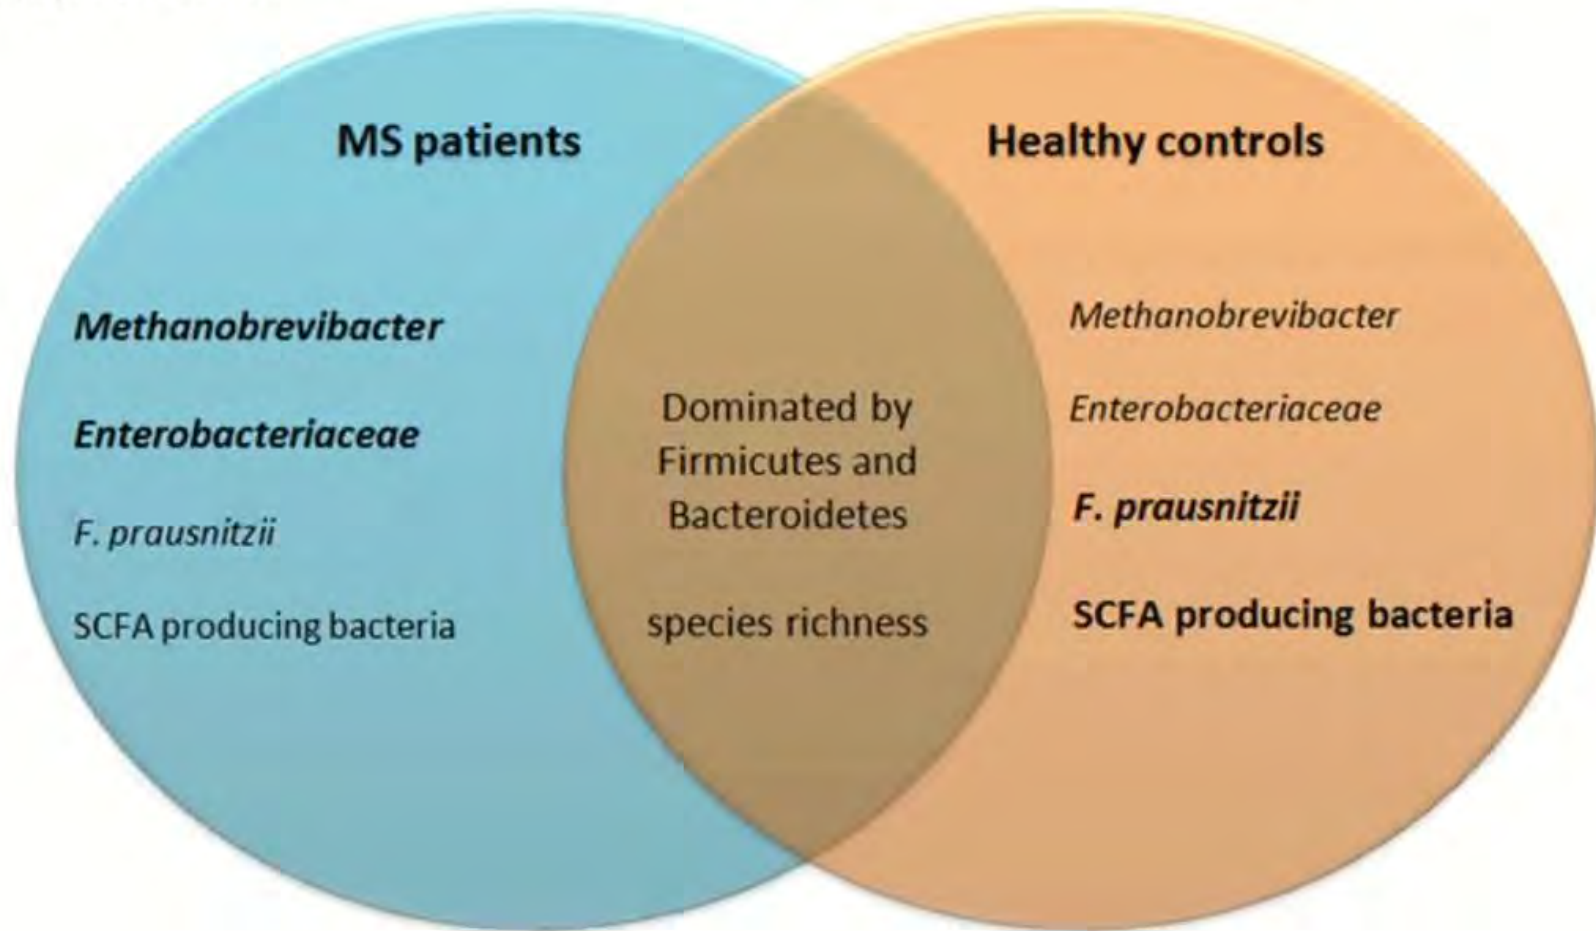 MS patients
Methanobrevibacter
Enterobacteriaceae
F. prausnitzii
SCFA producing bacteria
Dominated by
Firmicutes and
Bacteroidetes
species richness
Healthy controls
Methanobrevibacter
Enterobacteriaceae
F. prausnitzii
SCFA producing bacteria